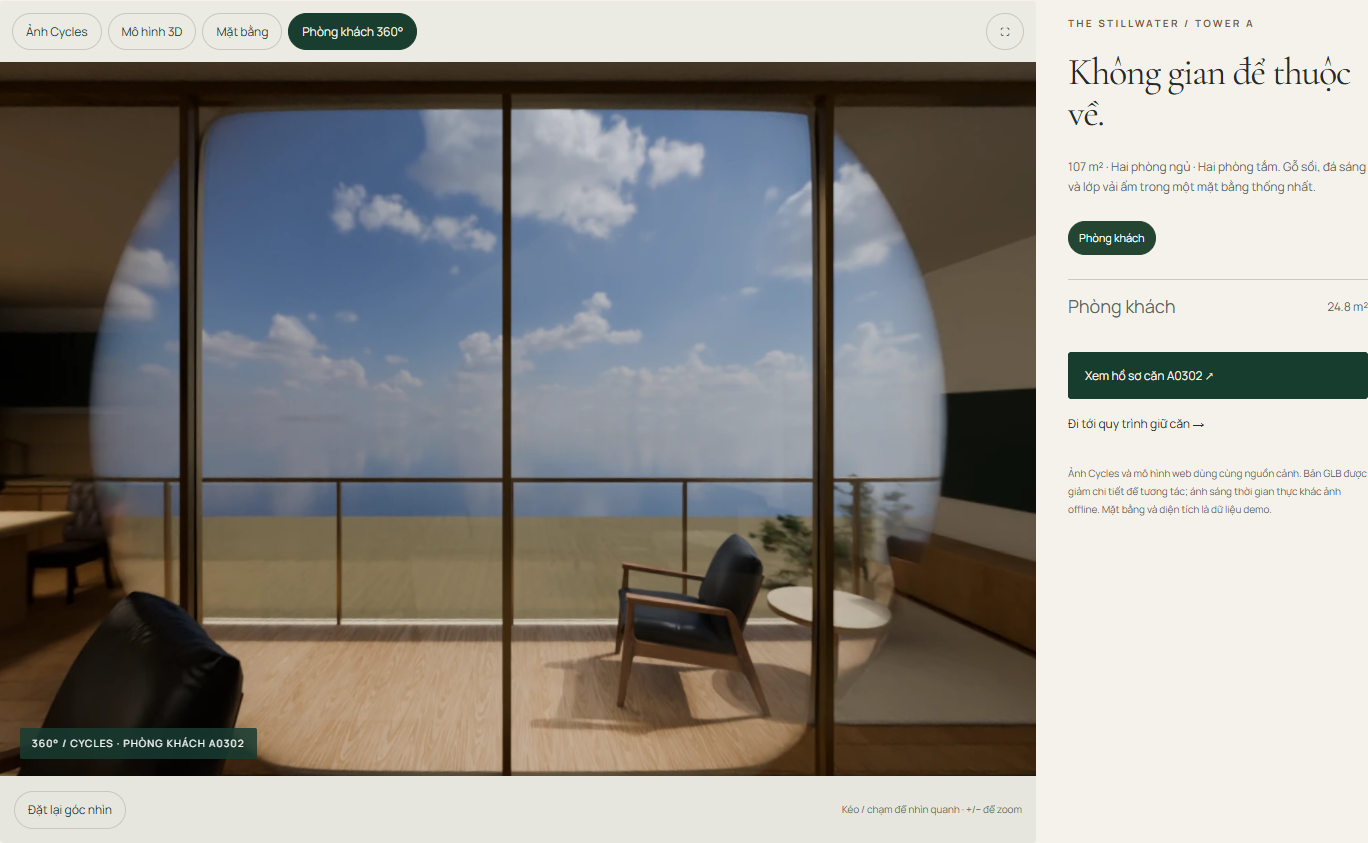 Ảnh Cycles
Mô hình 3D
Mặt bằng
Phòng khách 360°
THE STILLWATER / TOWER A
Không gian để thuộc
về.
107 m² · Hai phòng ngủ · Hai phòng tắm. Gỗ sồi, đá sáng
và lớp vải ấm trong một mặt bằng thống nhất.
Phòng khách
Phòng khách
24.8 m²
Xem hồ sơ căn A0302 ↗
Đi tới quy trình giữ căn →
Ảnh Cycles và mô hình web dùng cùng nguồn cảnh. Bản GLB được
giảm chi tiết để tương tác; ánh sáng thời gian thực khác ảnh
offline. Mặt bằng và diện tích là dữ liệu demo.
360° / CYCLES · PHÒNG KHÁCH A0302
Đặt lại góc nhìn
Kéo / chạm để nhìn quanh · +/− để zoom